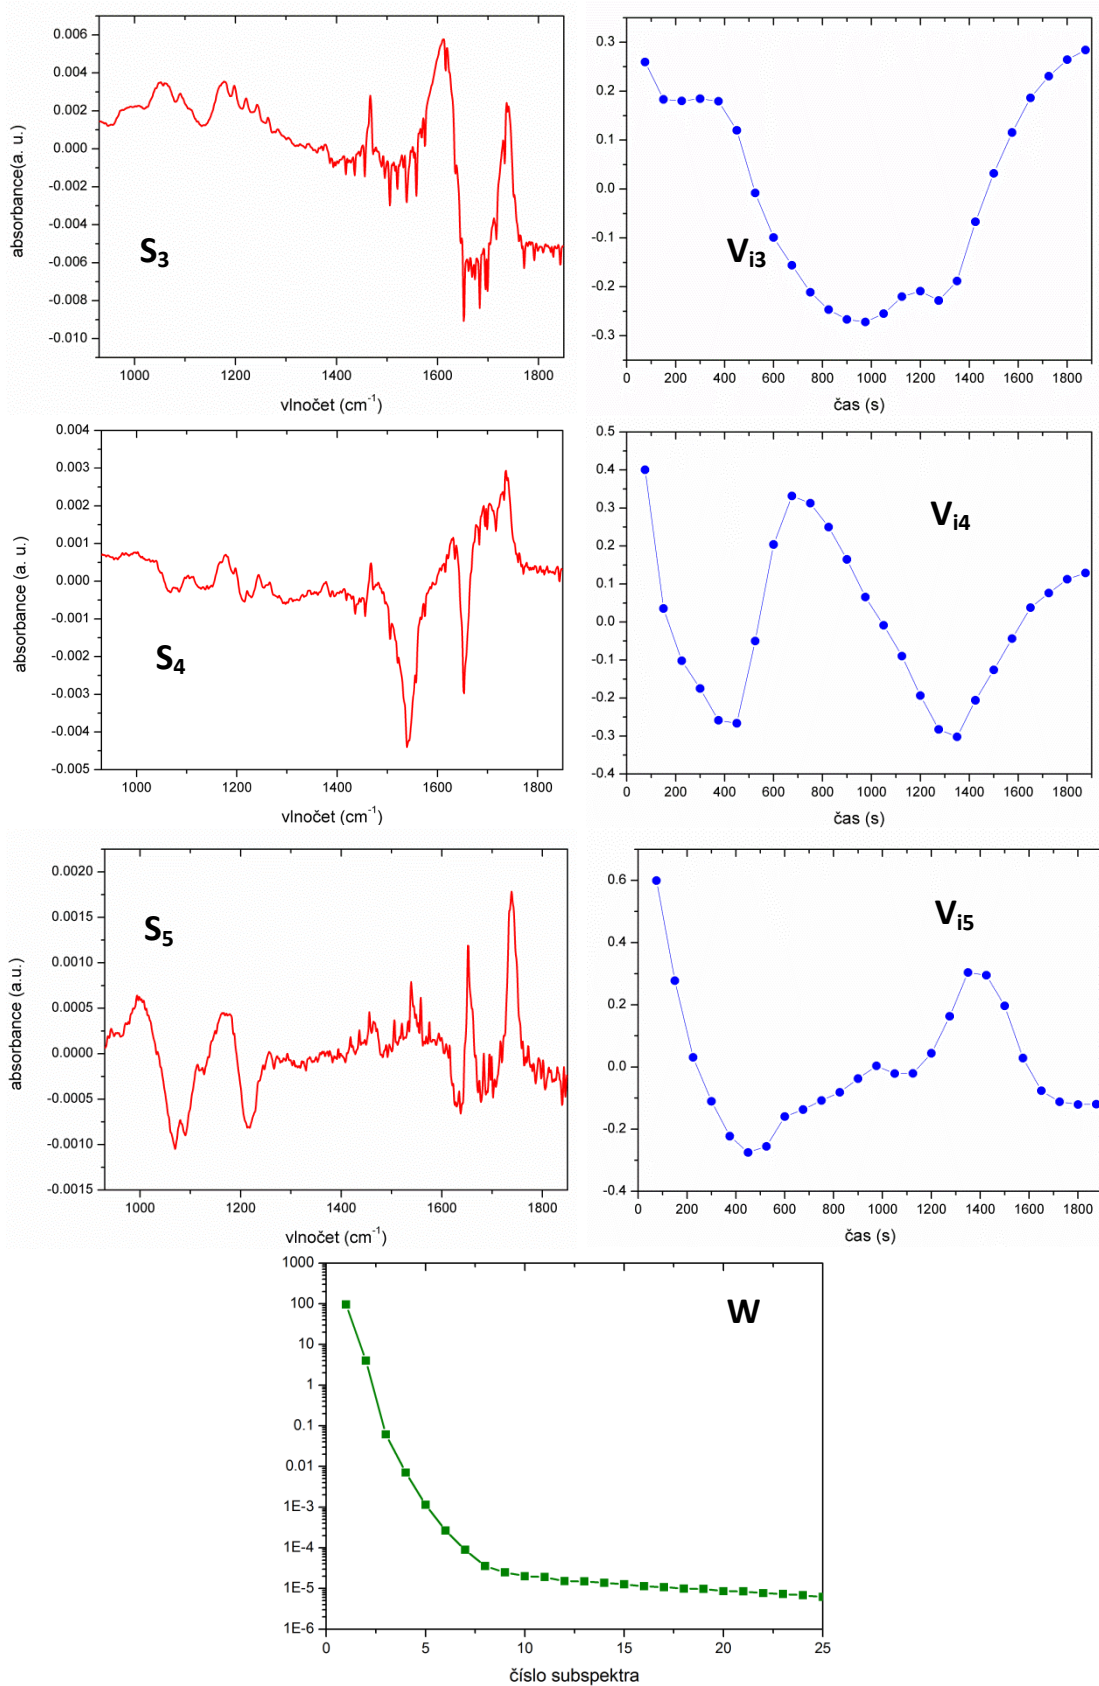 0.006
0.004
0.002
0.000
-0.002
-0.004
-0.006
-0.008
-0.010
absorbance(a. u.)
S3
1000 1200 1400 1600 1800
vlnočet (cm-1)
0.3
0.2
0.1
0.0
-0.1
-0.2
-0.3
Vi3
0 200 400 600 800 1000 1200 1400 1600 1800
čas (s)
0.004
0.003
0.002
0.001
0.000
-0.001
-0.002
-0.003
-0.004
-0.005
absorbance (a. u.)
S4
1000 1200 1400 1600 1800
vlnočet (cm-1)
0.5
0.4
0.3
0.2
0.1
0.0
-0.1
-0.2
-0.3
-0.4
Vi4
0 200 400 600 800 1000 1200 1400 1600 1800
čas (s)
0.0020
0.0015
0.0010
0.0005
0.0000
-0.0005
-0.0010
-0.0015
absorbance (a.u.)
S5
1000 1200 1400 1600 1800
vlnočet (cm-1)
0.6
0.4
0.2
0.0
-0.2
-0.4
Vi5
0 200 400 600 800 1000 1200 1400 1600 1800
čas (s)
1000
100
10
1
0.1
0.01
1E-3
1E-4
1E-5
1E-6
W
0 5 10 15 20 25
číslo subspektra